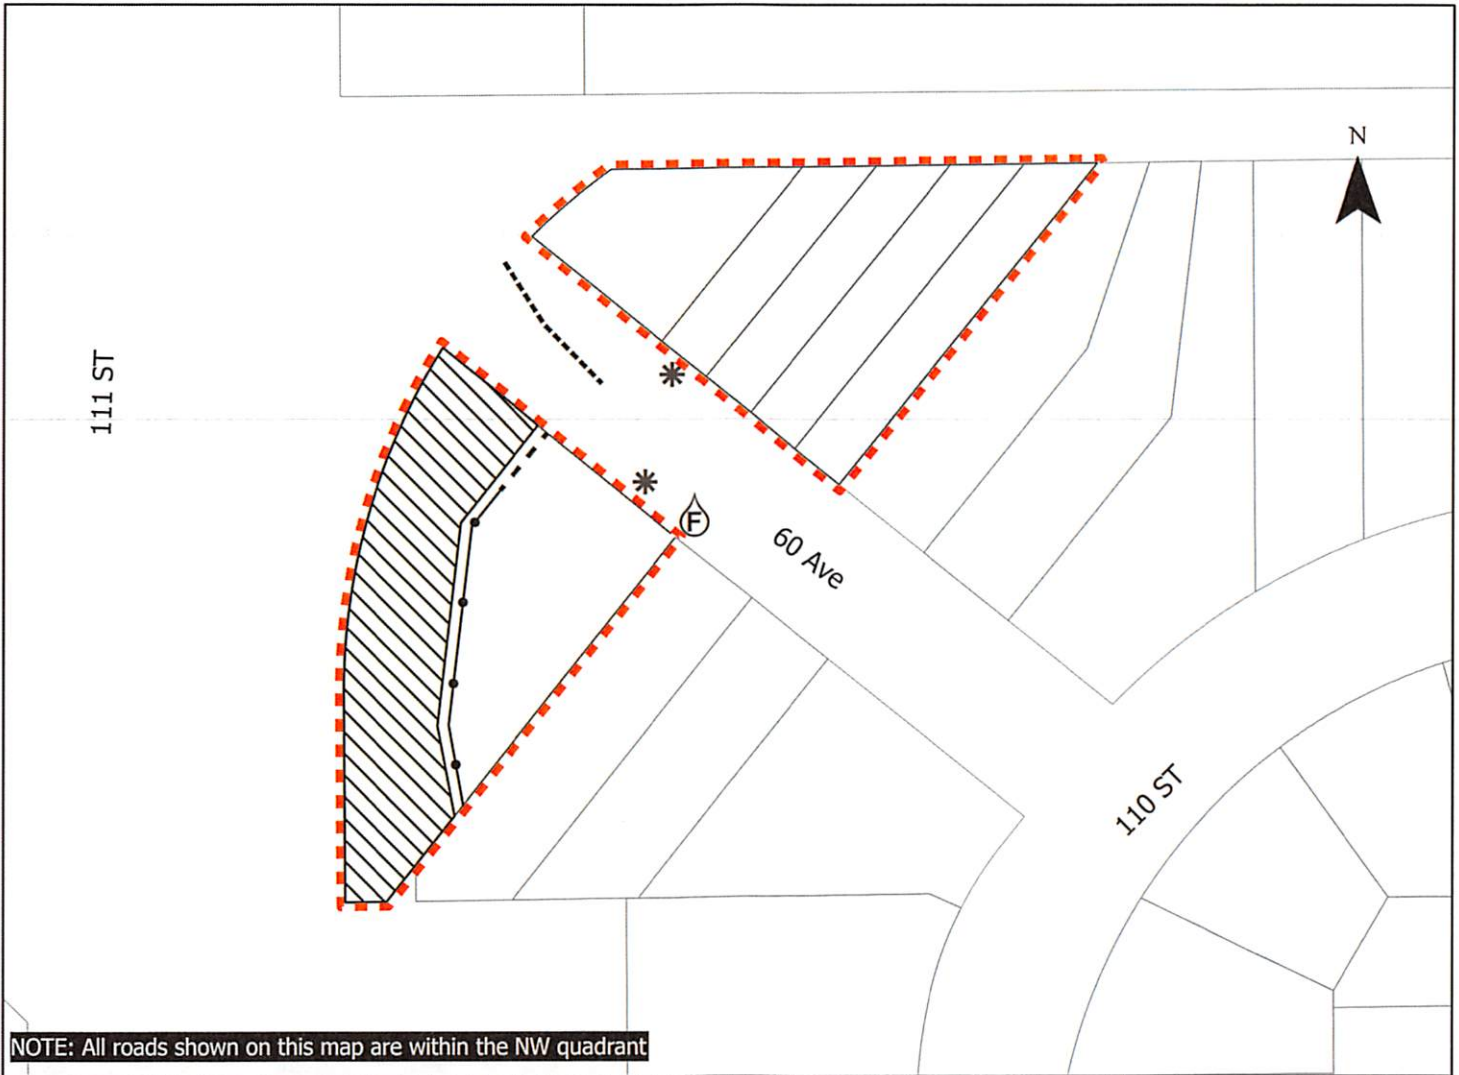 N
111 ST
F
60 Ave
110 ST
NOTE: All roads shown on this map are within the NW quadrant